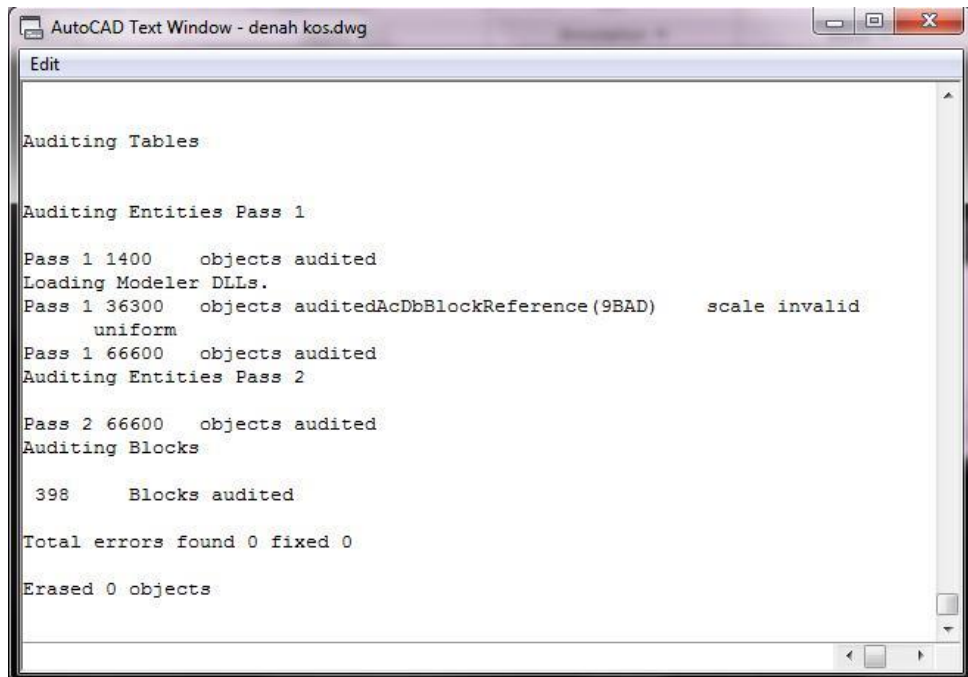 AutoCAD Text Window - denah kos.dwg
Edit
Auditing Tables
Auditing Entities Pass 1
Pass 1 1400 objects audited
Loading Modeler DLLs.
Pass 1 36300 objects auditedAcDbBlockReference(9BAD) scale invalid
uniform
Pass 1 66600 objects audited
Auditing Entities Pass 2
Pass 2 66600 objects audited
Auditing Blocks
398 Blocks audited
Total errors found 0 fixed 0
Erased 0 objects